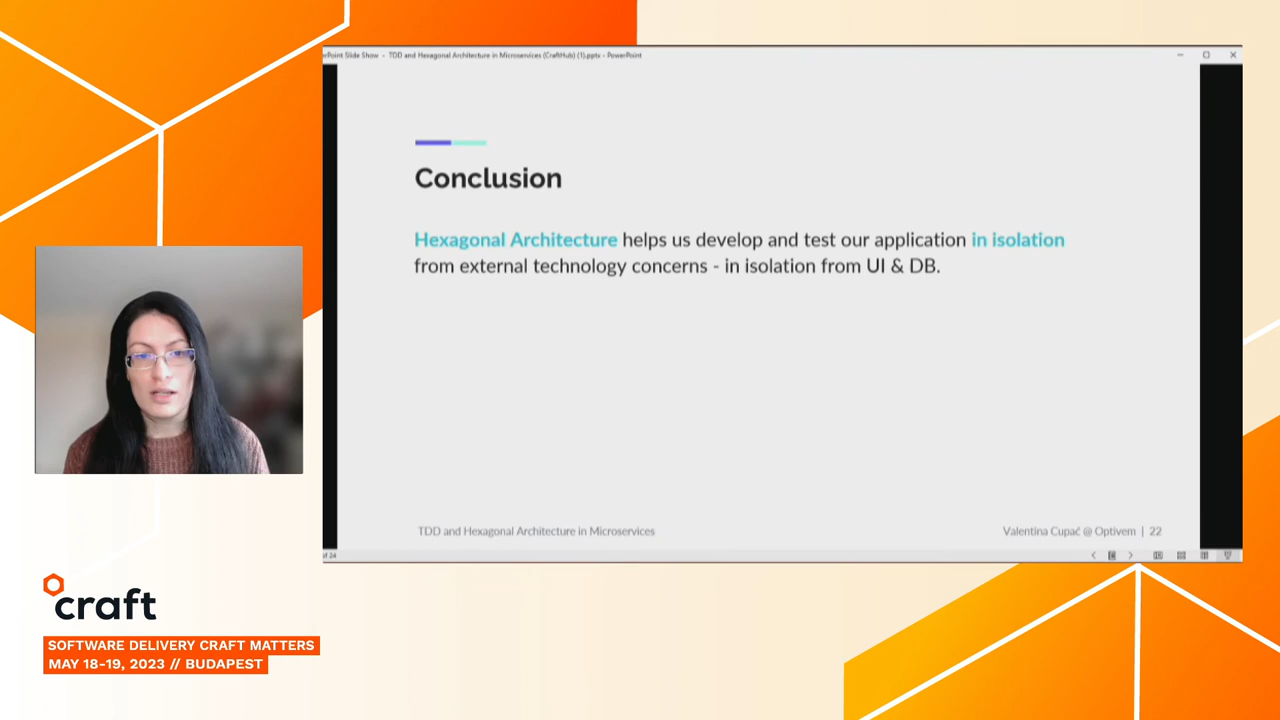 PowerPoint Slide Show - TDD and Hexagonal Architecture in Microservices (CraftHub) (1).pptx - PowerPoint
Conclusion
Hexagonal Architecture helps us develop and test our application in isolation
from external technology concerns - in isolation from UI & DB.
TDD and Hexagonal Architecture in Microservices
Valentina Cupać @ Optivem | 22
of 24
craft
SOFTWARE DELIVERY CRAFT MATTERS
MAY 18-19, 2023 // BUDAPEST